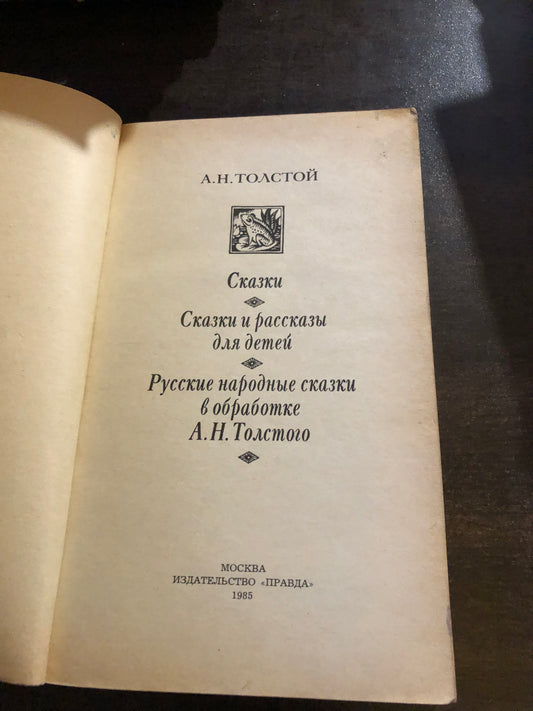 А.Н.ТОЛСТОЙ
Сказки
Сказки и рассказы
для детей
Русские народные сказки
в обработке
А.Н.Толстого
МОСКВА
ИЗДАТЕЛЬСТВО «ПРАВДА»
1985